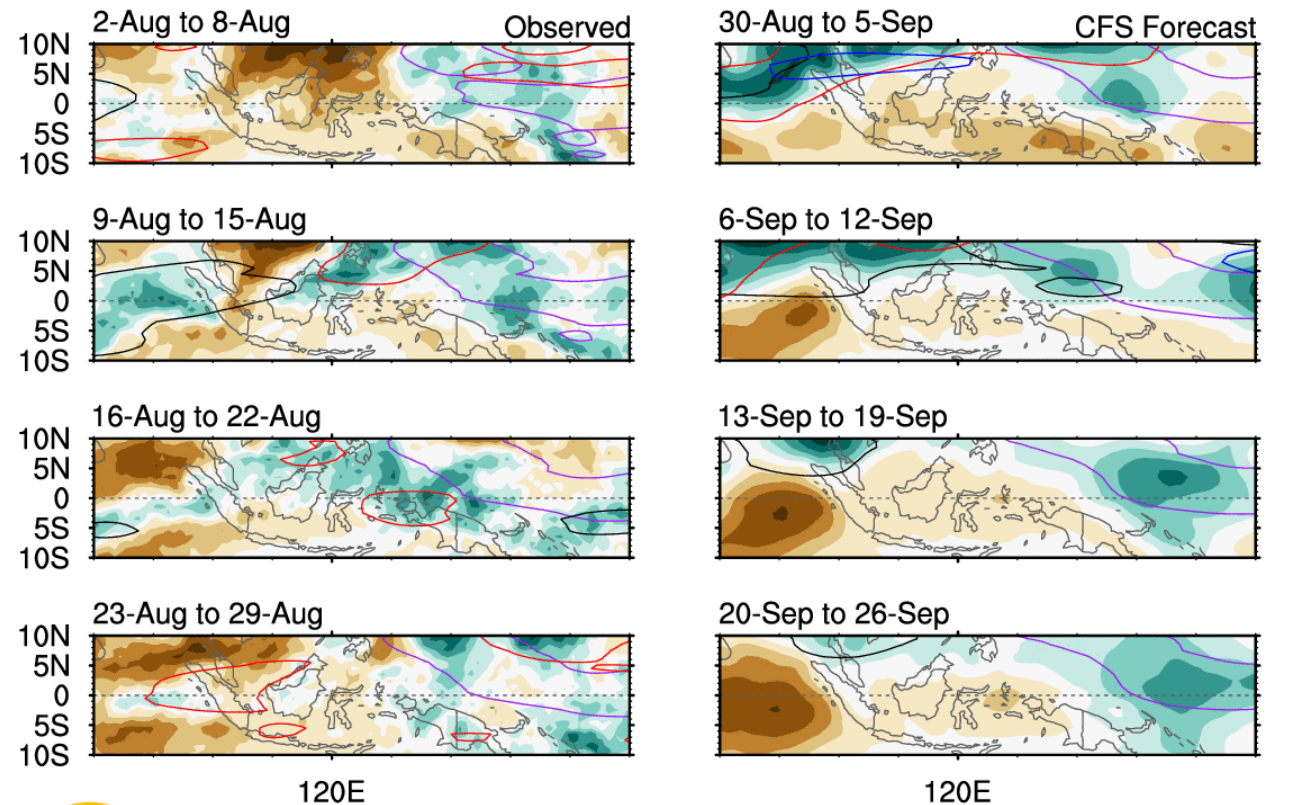 2-Aug to 8-Aug Observed
10N
5N
0
5S
10S
30-Aug to 5-Sep CFS Forecast
9-Aug to 15-Aug
10N
5N
0
5S
10S
6-Sep to 12-Sep
16-Aug to 22-Aug
10N
5N
0
5S
10S
13-Sep to 19-Sep
23-Aug to 29-Aug
10N
5N
0
5S
10S
20-Sep to 26-Sep
120E
120E